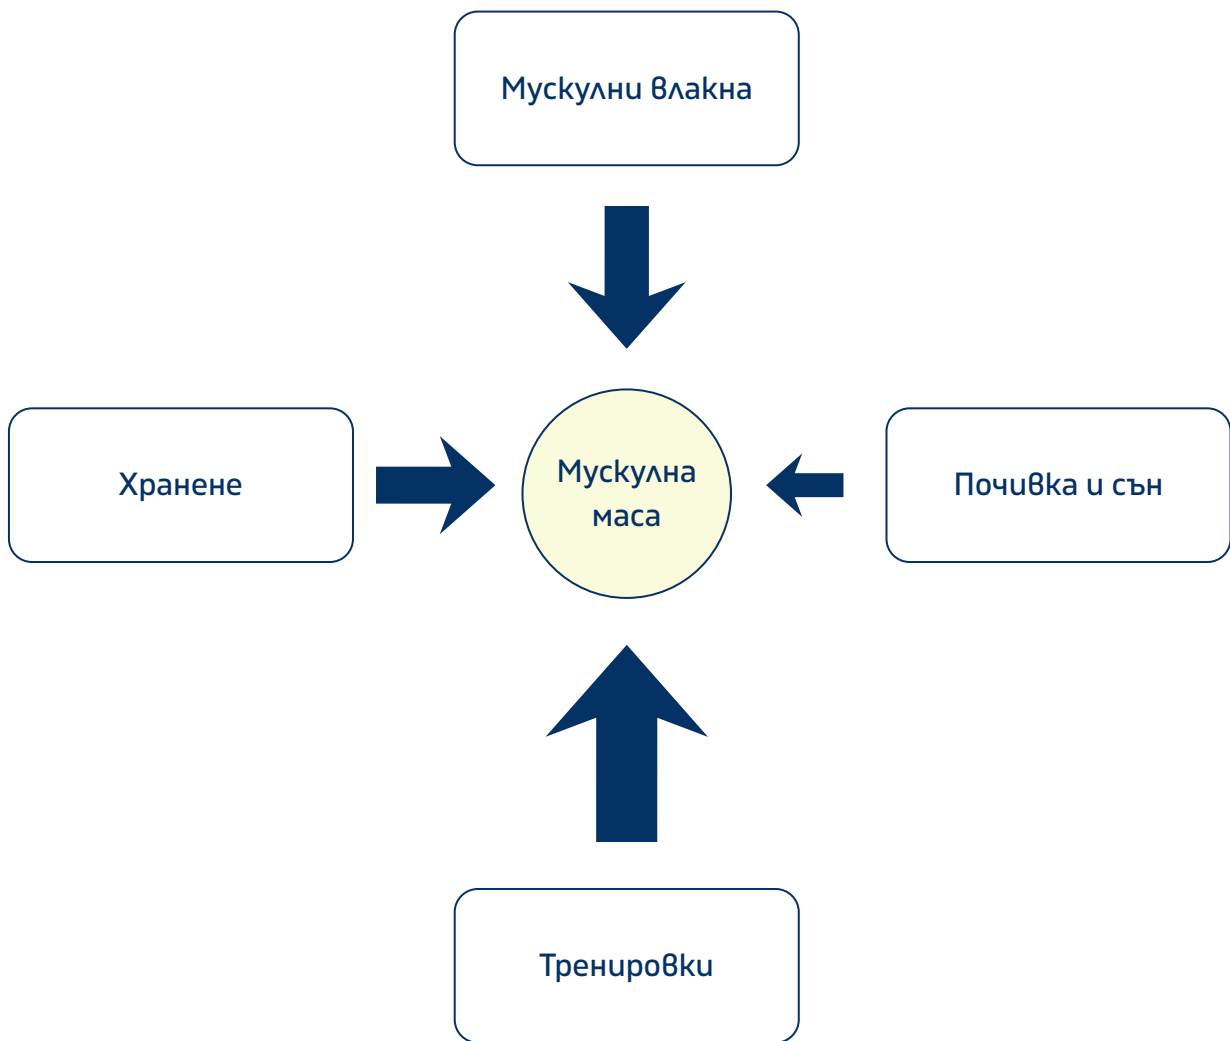 Мускулни влакна
Хранене
Мускулна
маса
Почивка и сън
Тренировки